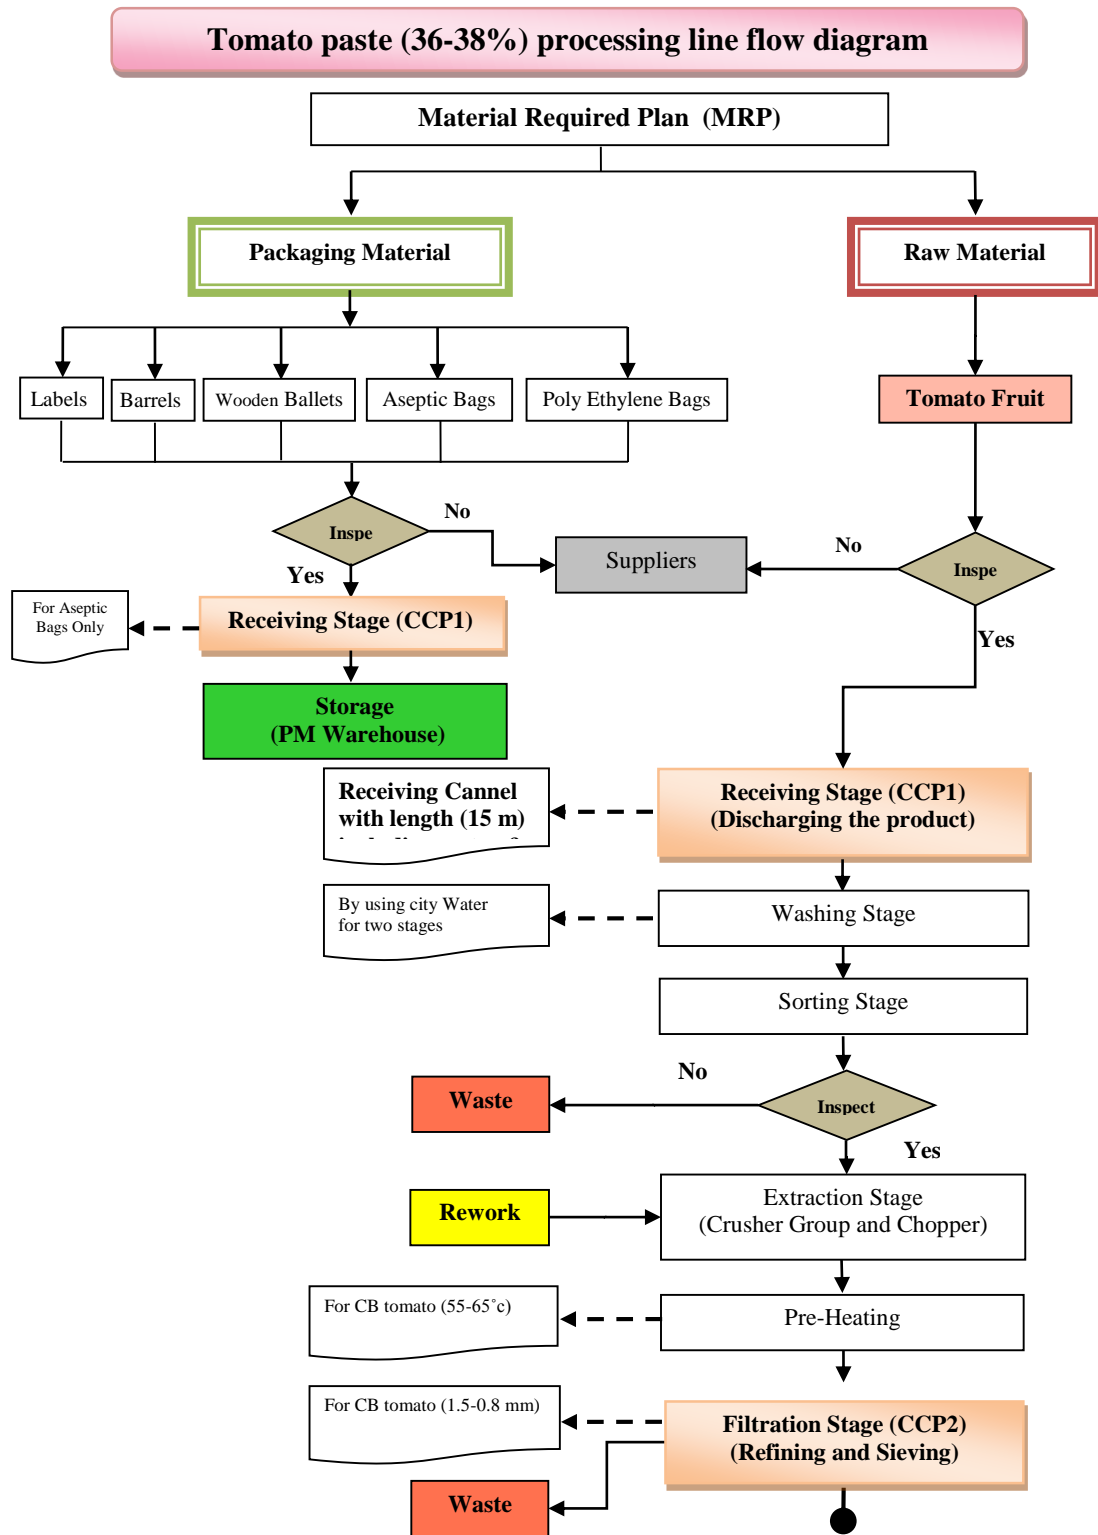 Tomato paste (36-38%) processing line flow diagram
Material Required Plan (MRP)
Packaging Material
Raw Material
Labels
Barrels
Wooden Ballets
Aseptic Bags
Poly Ethylene Bags
Tomato Fruit
Inspe
No
Suppliers
No
Inspe
Yes
For Aseptic
Bags Only
Receiving Stage (CCP1)
Yes
Storage
(PM Warehouse)
Receiving Cannel
with length (15 m)
Receiving Stage (CCP1)
(Discharging the product)
By using city Water
for two stages
Washing Stage
Sorting Stage
No
Waste
Inspect
Yes
Rework
Extraction Stage
(Crusher Group and Chopper)
For CB tomato (55-65˚c)
Pre-Heating
For CB tomato (1.5-0.8 mm)
Filtration Stage (CCP2)
(Refining and Sieving)
Waste